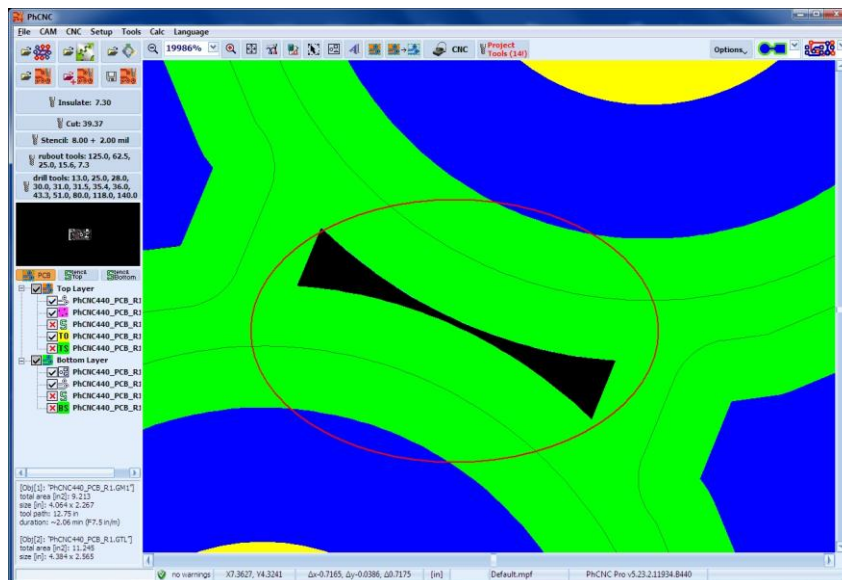 PhCNC
File CAM CNC Setup Tools Calc Language
19986%
CNC
Project
Tools (14!)
Options
Insulate: 7.30
Cut: 39.37
Stencil: 8.00 + 2.00 mil
rubout tools: 125.0, 62.5,
25.0, 15.6, 7.3
drill tools: 13.0, 25.0, 28.0,
30.0, 31.0, 31.5, 35.4, 36.0,
43.3, 51.0, 80.0, 118.0, 140.0
PCB
Stencil
Top
Stencil
Bottom
Top Layer
PhCNC440_PCB_R1
PhCNC440_PCB_R1
PhCNC440_PCB_R1
TO PhCNC440_PCB_R1
TS PhCNC440_PCB_R1
Bottom Layer
PhCNC440_PCB_R1
PhCNC440_PCB_R1
PhCNC440_PCB_R1
BS PhCNC440_PCB_R1
[Obj[1]: "PhCNC440_PCB_R1.GM1"]
total area [in2]: 9.213
size [in]: 4.064 x 2.267
tool path: 12.75 in
duration: ~2.06 min (F7.5 in/m)
[Obj[2]: "PhCNC440_PCB_R1.GTL"]
total area [in2]: 11.245
size [in]: 4.384 x 2.565
no warnings X7.3627, Y4.3241 Δx-0.7165, Δy-0.0386, Δ0.7175 [in] Default.mpf PhCNC Pro v5.23.2.11934.B440